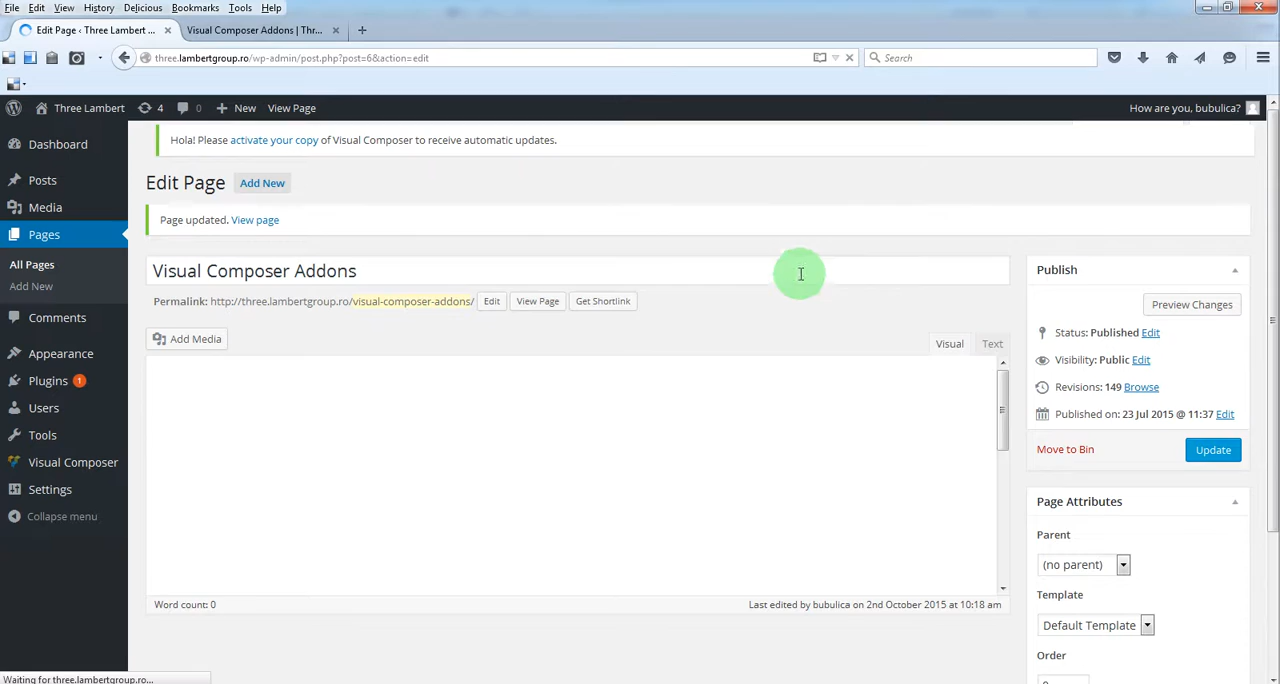 File Edit View History Delicious Bookmarks Tools Help
Edit Page ‹ Three Lambert ... × Visual Composer Addons | Thr... × +
three.lambertgroup.ro/wp-admin/post.php?post=6&action=edit Search
Three Lambert 4 0 + New View Page How are you, bubulica?
Hola! Please activate your copy of Visual Composer to receive automatic updates.
Dashboard
Posts
Media
Pages
All Pages
Add New
Comments
Appearance
Plugins 1
Users
Tools
Visual Composer
Settings
Collapse menu
Edit Page Add New
Page updated. View page
Visual Composer Addons
Permalink: http://three.lambertgroup.ro/visual-composer-addons/ Edit View Page Get Shortlink
Add Media Visual Text
Word count: 0 Last edited by bubulica on 2nd October 2015 at 10:18 am
Publish
Preview Changes
Status: Published Edit
Visibility: Public Edit
Revisions: 149 Browse
Published on: 23 Jul 2015 @ 11:37 Edit
Move to Bin Update
Page Attributes
Parent
(no parent)
Template
Default Template
Order
Waiting for three.lambertgroup.ro...